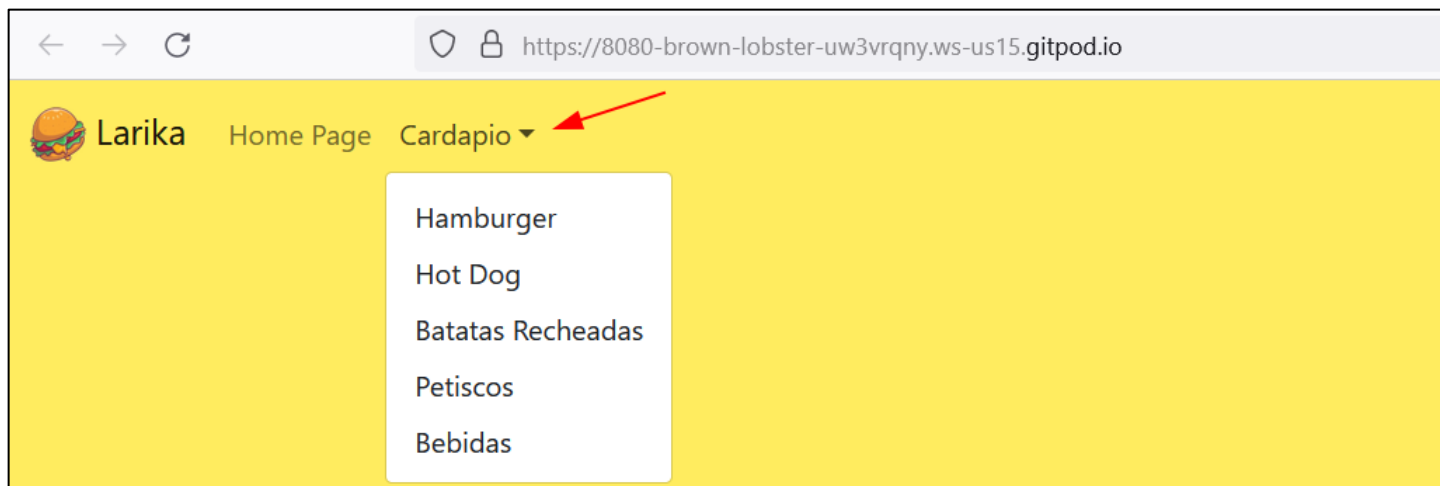 https://8080-brown-lobster-uw3vrqny.ws-us15.gitpod.io
Larika Home Page Cardapio
Hamburger
Hot Dog
Batatas Recheadas
Petiscos
Bebidas